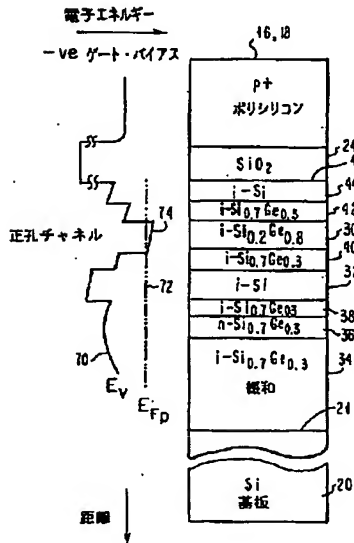 電子エネルギー
-ve ゲート・バイアス
16,18
p+
ポリシリコン
SiO2
i-Si
i-Si0.7Ge0.3
i-Si0.2Ge0.8
i-Si0.7Ge0.3
i-Si
i-Si0.7Ge0.3
n-Si0.7Ge0.3
i-Si0.7Ge0.3
緩和
Si
基板
24
42
30
40
32
38
36
34
21
20
正孔チャネル
74
72
70
EV
EFp
距離